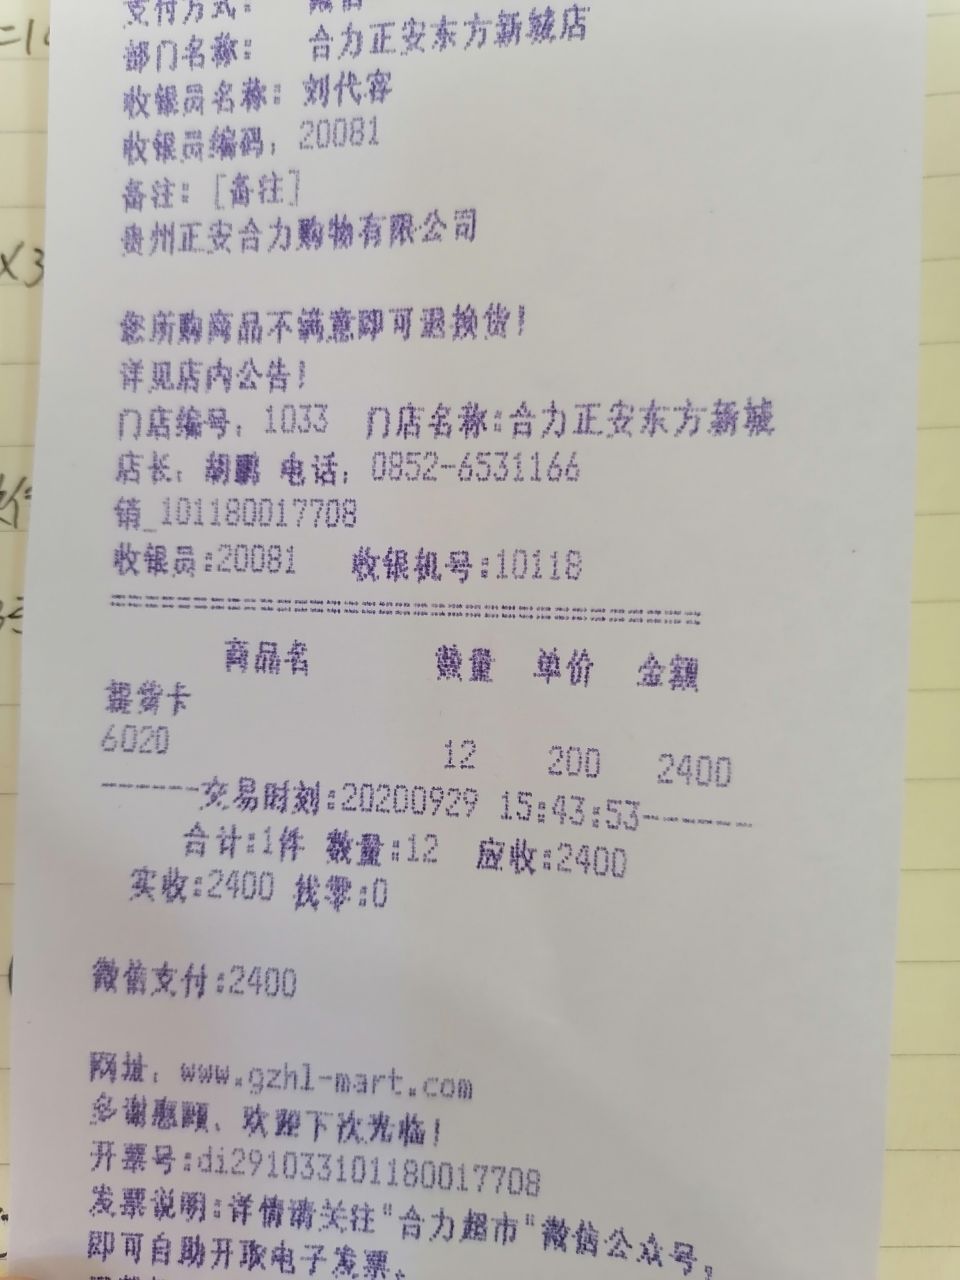 支付方式： 微信
部门名称： 合力正安东方新城店
收银员名称：刘代容
收银员编码：20081
备注：[备注]
贵州正安合力购物有限公司
您所购商品不满意即可退换货！
详见店内公告！
门店编号：1033 门店名称:合力正安东方新城
店长：胡鹏 电话：0852-6531166
销_101180017708
收银员:20081 收银机号:10118
商品名 数量 单价 金额
提货卡
6020 12 200 2400
------交易时刻:20200929 15:43:53-------
合计:1件 数量:12 应收:2400
实收:2400 找零:0
微信支付:2400
网址：www.gzhl-mart.com
多谢惠顾、欢迎下次光临！
开票号:di291033101180017708
发票说明:详情请关注"合力超市"微信公众号，
即可自助开取电子发票。